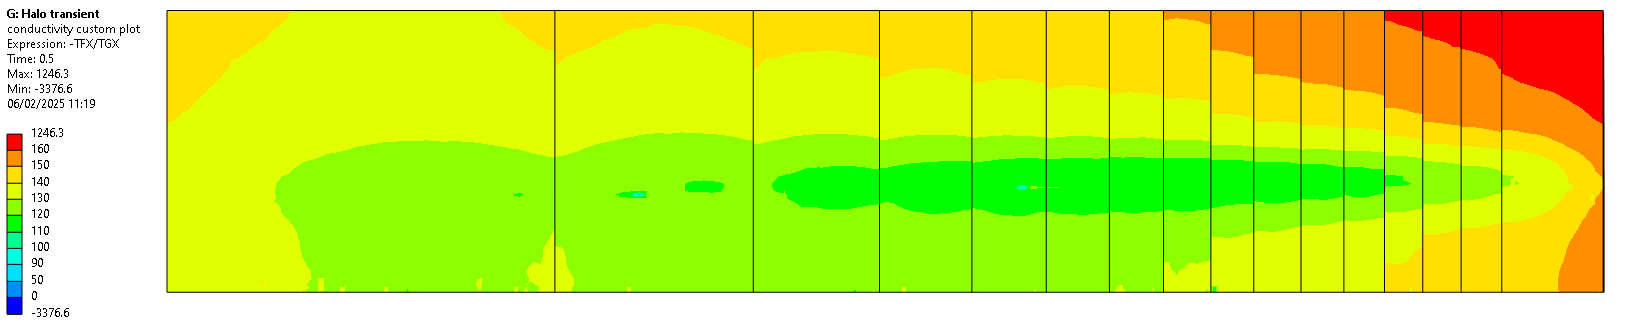 G: Halo transient
conductivity custom plot
Expression: -TFX/TGX
Time: 0.5
Max: 1246.3
Min: -3376.6
06/02/2025 11:19
1246.3
160
150
140
130
120
110
100
90
50
0
-3376.6